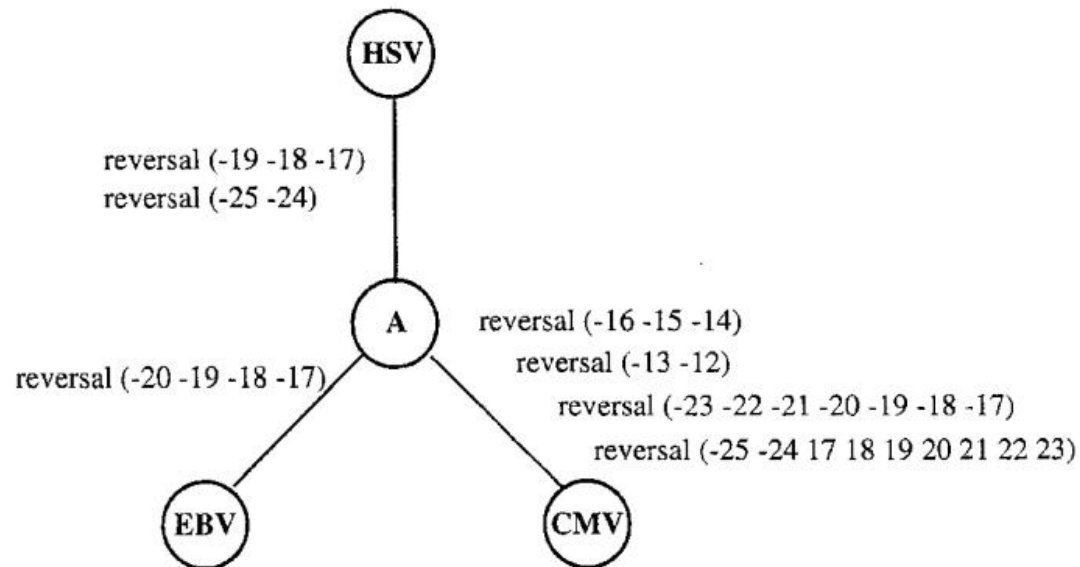 HSV
reversal (-19 -18 -17)
reversal (-25 -24)
A
reversal (-16 -15 -14)
reversal (-13 -12)
reversal (-20 -19 -18 -17)
reversal (-23 -22 -21 -20 -19 -18 -17)
reversal (-25 -24 17 18 19 20 21 22 23)
EBV
CMV